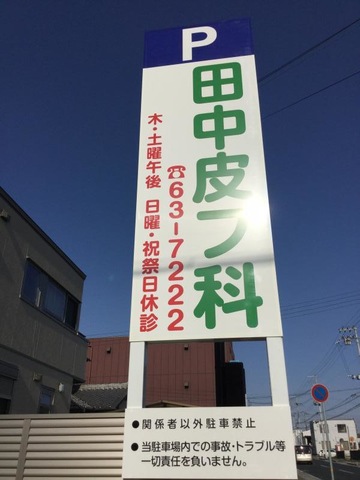 P
田中皮フ科
☎63-7222
木・土曜午後 日曜・祝祭日休診
●関係者以外駐車禁止
●当駐車場内での事故・トラブル等
一切責任を負いません。